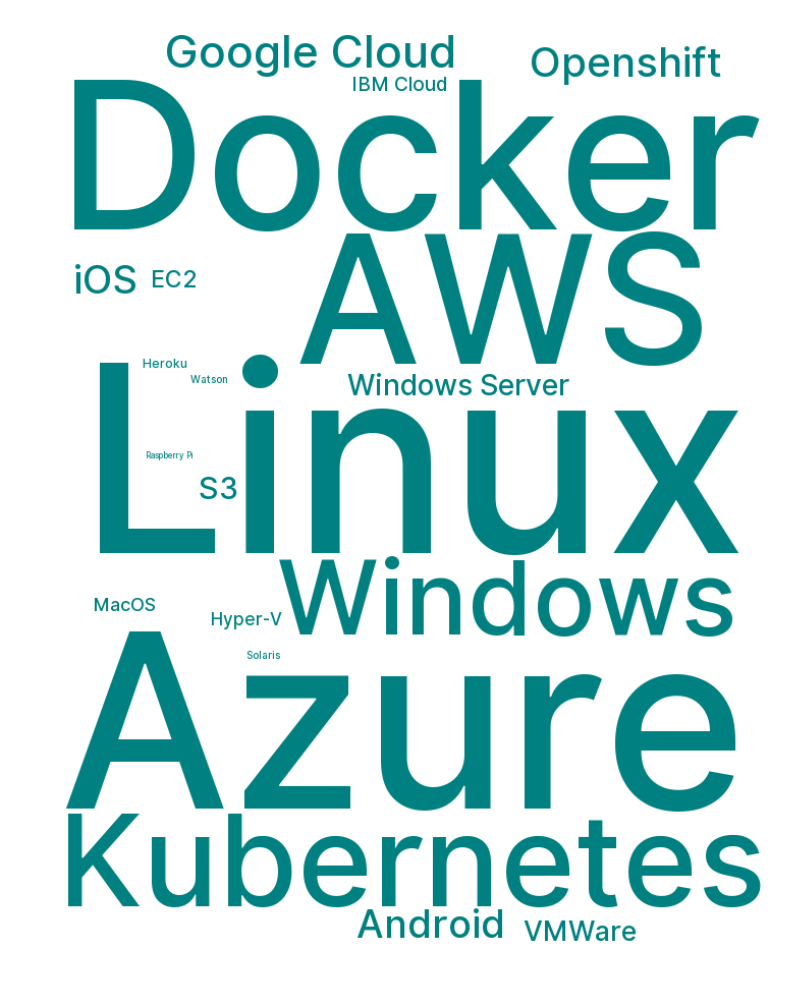 Google Cloud
Openshift
IBM Cloud
Docker
AWS
iOS
EC2
Heroku
Watson
Windows Server
Linux
Raspberry Pi
S3
Windows
MacOS
Hyper-V
Solaris
Azure
Kubernetes
Android
VMWare